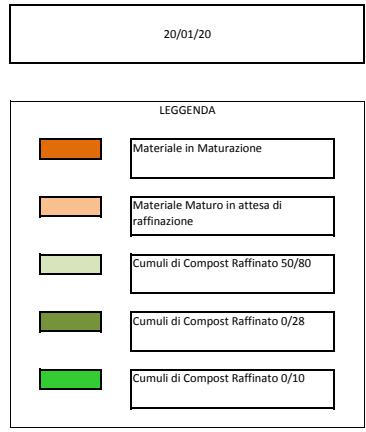 20/01/20
LEGGENDA
Materiale in Maturazione
Materiale Maturo in attesa di
raffinazione
Cumuli di Compost Raffinato 50/80
Cumuli di Compost Raffinato 0/28
Cumuli di Compost Raffinato 0/10